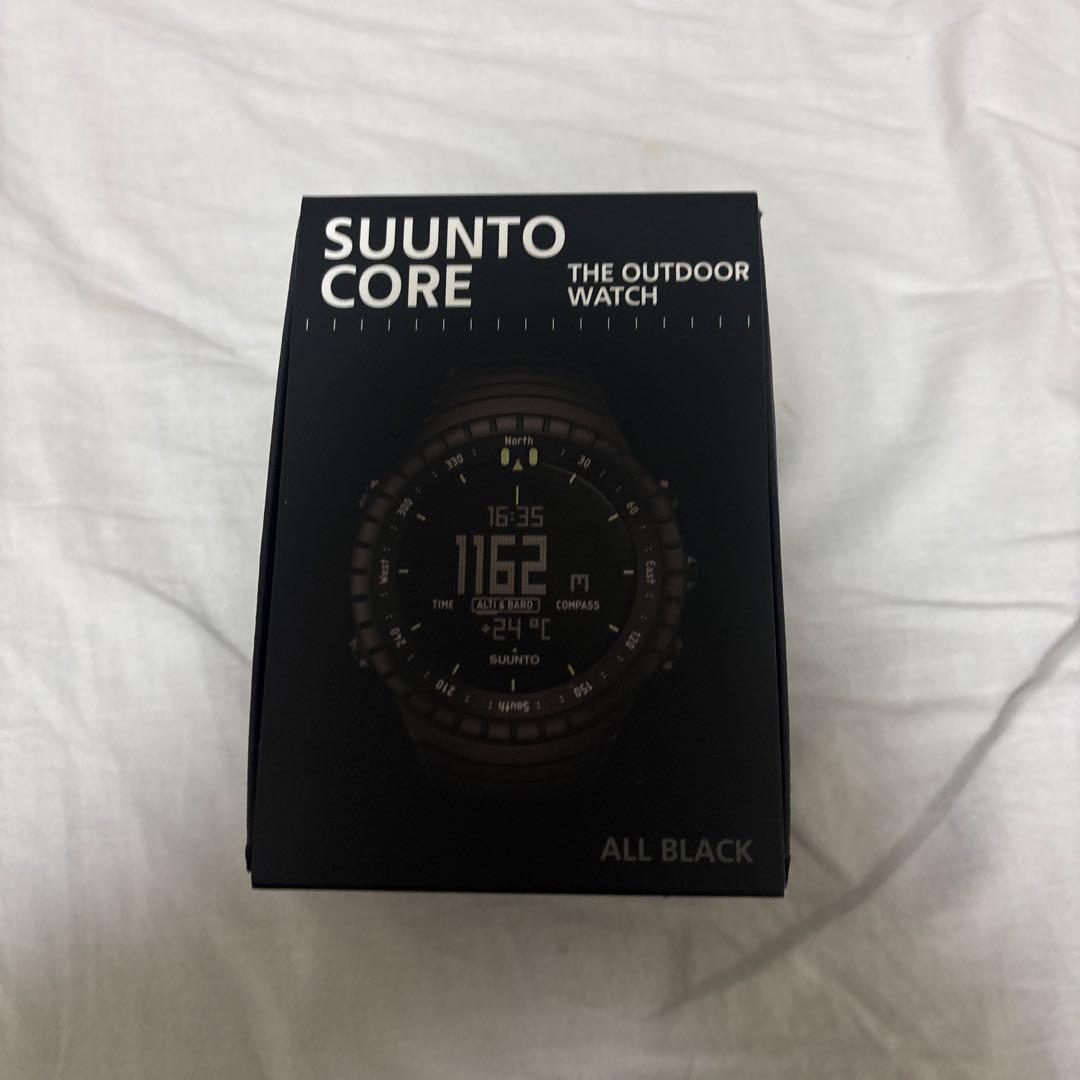 SUUNTO
CORE
THE OUTDOOR
WATCH
North
330
30
300
60
16:35
West
East
1162 m
TIME
ALTI & BARO
COMPASS
+24 °C
240
120
SUUNTO
210
150
South
ALL BLACK